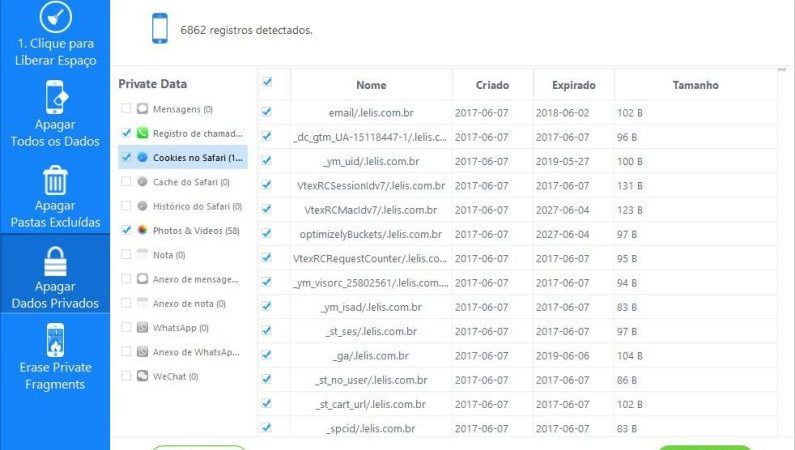 1. Clique para
Liberar Espaço
Apagar
Todos os Dados
Apagar
Pastas Excluídas
Apagar
Dados Privados
Erase Private
Fragments
6862 registros detectados.
Private Data
Mensagens (0)
Registro de chamad...
Cookies no Safari (1...
Cache do Safari (0)
Histórico do Safari (0)
Photos & Videos (58)
Nota (0)
Anexo de mensage...
Anexo de nota (0)
WhatsApp (0)
Anexo de WhatsAp...
WeChat (0)
Nome Criado Expirado Tamanho
email/.lelis.com.br 2017-06-07 2018-06-02 102 B
_dc_gtm_UA-15118447-1/.lelis.c... 2017-06-07 2017-06-07 96 B
_ym_uid/.lelis.com.br 2017-06-07 2019-05-27 100 B
VtexRCSessionIdv7/.lelis.com.br 2017-06-07 2017-06-07 131 B
VtexRCMacIdv7/.lelis.com.br 2017-06-07 2027-06-04 123 B
optimizelyBuckets/.lelis.com.br 2017-06-07 2027-06-04 97 B
VtexRCRequestCounter/.lelis.co... 2017-06-07 2017-06-07 95 B
_ym_visorc_25802561/.lelis.com... 2017-06-07 2017-06-07 94 B
_ym_isad/.lelis.com.br 2017-06-07 2017-06-07 83 B
_st_ses/.lelis.com.br 2017-06-07 2017-06-07 97 B
_ga/.lelis.com.br 2017-06-07 2019-06-06 104 B
_st_no_user/.lelis.com.br 2017-06-07 2017-06-07 86 B
_st_cart_url/.lelis.com.br 2017-06-07 2017-06-07 102 B
_spcid/.lelis.com.br 2017-06-07 2017-06-07 83 B